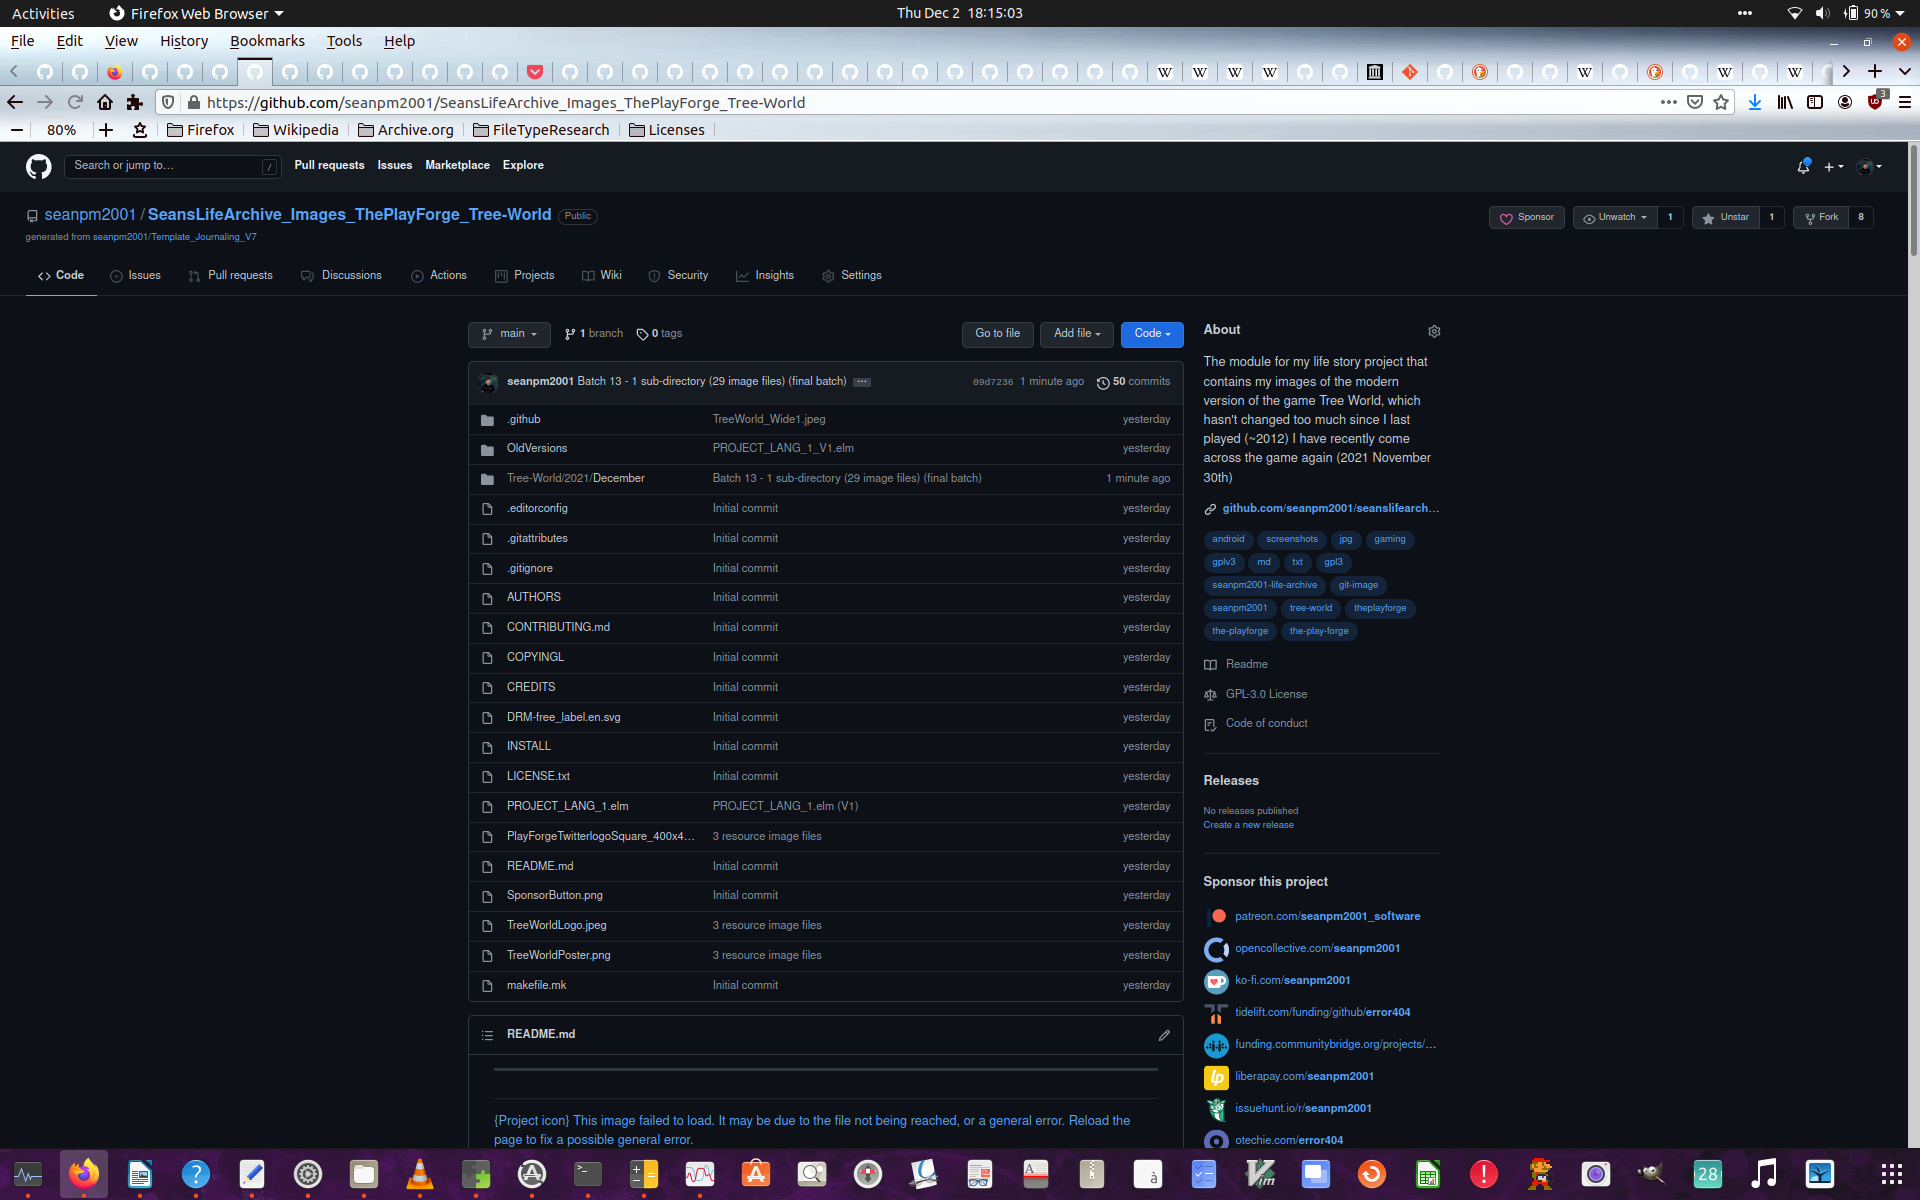 Activities Firefox Web Browser Thu Dec 2 18:15:03 90 %
File Edit View History Bookmarks Tools Help
https://github.com/seanpm2001/SeansLifeArchive_Images_ThePlayForge_Tree-World 3
80% Firefox Wikipedia Archive.org FileTypeResearch Licenses
Search or jump to… / Pull requests Issues Marketplace Explore
seanpm2001 / SeansLifeArchive_Images_ThePlayForge_Tree-World Public Sponsor Unwatch 1 Unstar 1 Fork 8
generated from seanpm2001/Template_Journaling_V7
Code Issues Pull requests Discussions Actions Projects Wiki Security Insights Settings
main 1 branch 0 tags Go to file Add file Code
seanpm2001 Batch 13 - 1 sub-directory (29 image files) (final batch) ... 09d7236 1 minute ago 50 commits
.github TreeWorld_Wide1.jpeg yesterday
OldVersions PROJECT_LANG_1_V1.elm yesterday
Tree-World/2021/December Batch 13 - 1 sub-directory (29 image files) (final batch) 1 minute ago
.editorconfig Initial commit yesterday
.gitattributes Initial commit yesterday
.gitignore Initial commit yesterday
AUTHORS Initial commit yesterday
CONTRIBUTING.md Initial commit yesterday
COPYINGL Initial commit yesterday
CREDITS Initial commit yesterday
DRM-free_label.en.svg Initial commit yesterday
INSTALL Initial commit yesterday
LICENSE.txt Initial commit yesterday
PROJECT_LANG_1.elm PROJECT_LANG_1.elm (V1) yesterday
PlayForgeTwitterlogoSquare_400x4… 3 resource image files yesterday
README.md Initial commit yesterday
SponsorButton.png Initial commit yesterday
TreeWorldLogo.jpeg 3 resource image files yesterday
TreeWorldPoster.png 3 resource image files yesterday
makefile.mk Initial commit yesterday
README.md
{Project icon} This image failed to load. It may be due to the file not being reached, or a general error. Reload the
page to fix a possible general error.
About
The module for my life story project that
contains my images of the modern
version of the game Tree World, which
hasn't changed too much since I last
played (~2012) I have recently come
across the game again (2021 November
30th)
github.com/seanpm2001/seanslifearch…
android screenshots jpg gaming
gplv3 md txt gpl3
seanpm2001-life-archive git-image
seanpm2001 tree-world theplayforge
the-playforge the-play-forge
Readme
GPL-3.0 License
Code of conduct
Releases
No releases published
Create a new release
Sponsor this project
patreon.com/seanpm2001_software
opencollective.com/seanpm2001
ko-fi.com/seanpm2001
tidelift.com/funding/github/error404
funding.communitybridge.org/projects/…
liberapay.com/seanpm2001
issuehunt.io/r/seanpm2001
otechie.com/error404
28